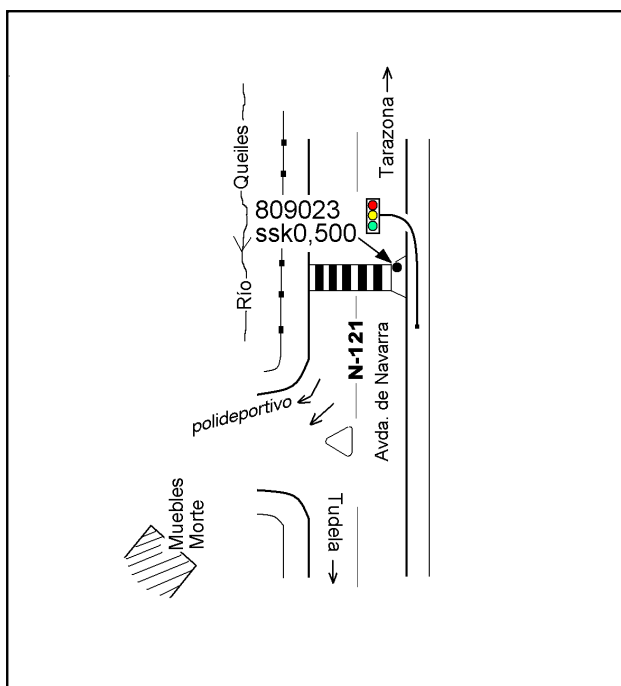 Tarazona
Río Queiles
809023
ssk0,500
N-121
Avda. de Navarra
polideportivo
Muebles
Morte
Tudela